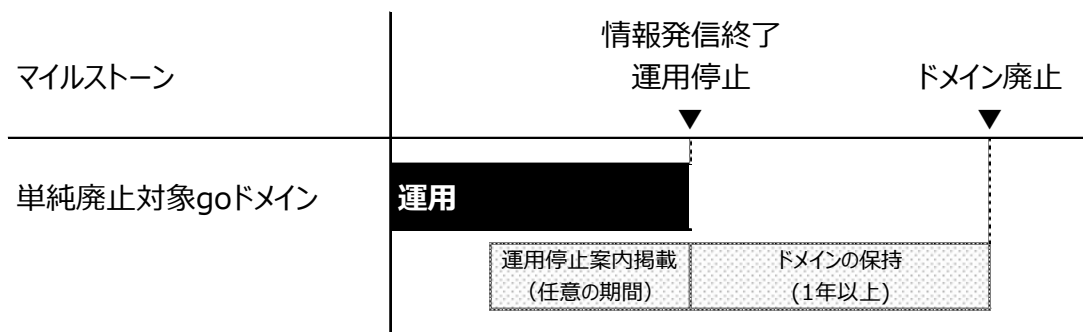 情報発信終了
マイルストーン 運用停止 ドメイン廃止
▼ ▼
単純廃止対象goドメイン 運用
運用停止案内掲載 ドメインの保持
（任意の期間） (1年以上)